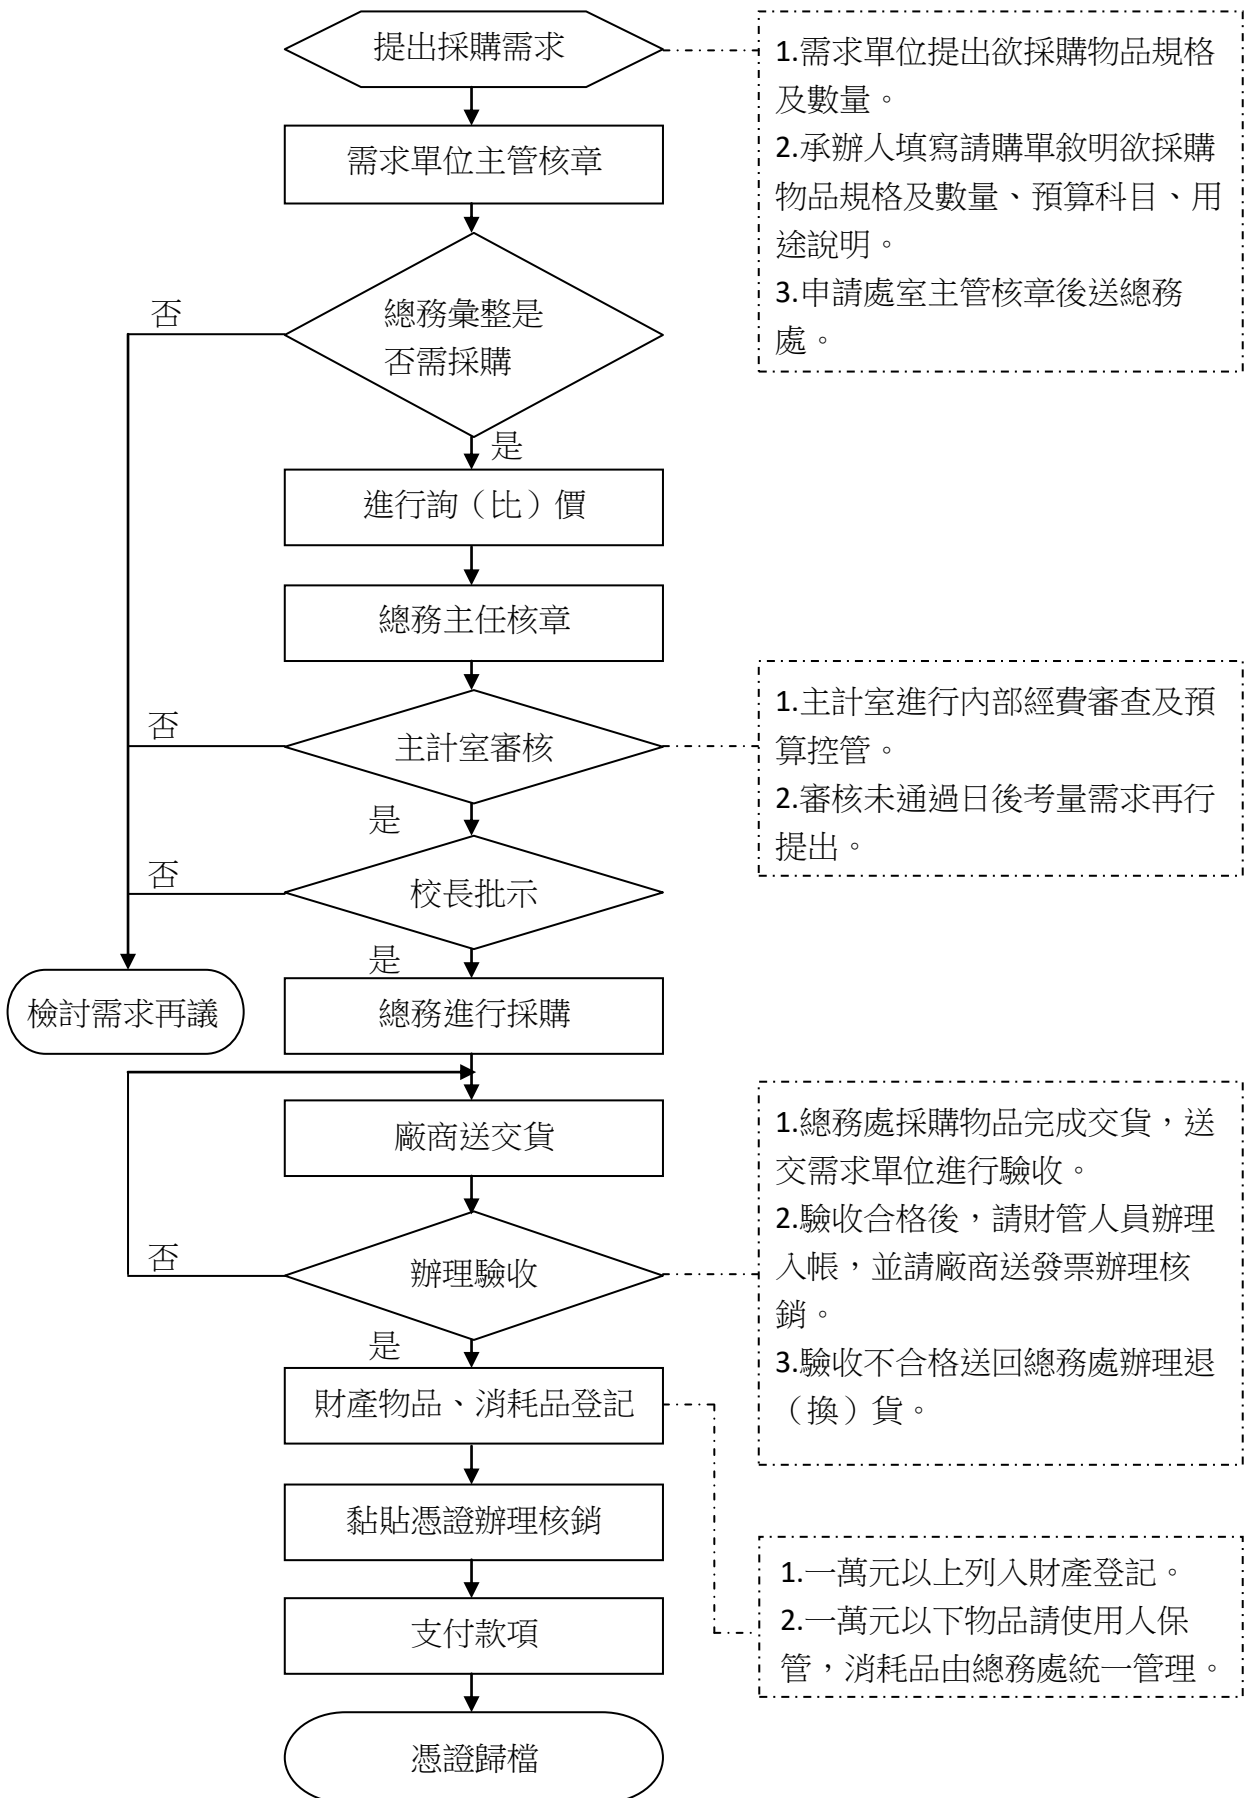 提出採購需求
1.需求單位提出欲採購物品規格
及數量。
2.承辦人填寫請購單敘明欲採購
物品規格及數量、預算科目、用
途說明。
3.申請處室主管核章後送總務
處。
需求單位主管核章
否
總務彙整是
否需採購
是
進行詢（比）價
總務主任核章
否
主計室審核
1.主計室進行內部經費審查及預
算控管。
2.審核未通過日後考量需求再行
提出。
是
否
校長批示
是
檢討需求再議
總務進行採購
廠商送交貨
1.總務處採購物品完成交貨，送
交需求單位進行驗收。
2.驗收合格後，請財管人員辦理
入帳，並請廠商送發票辦理核
銷。
3.驗收不合格送回總務處辦理退
（換）貨。
否
辦理驗收
是
財產物品、消耗品登記
黏貼憑證辦理核銷
1.一萬元以上列入財產登記。
2.一萬元以下物品請使用人保
管，消耗品由總務處統一管理。
支付款項
憑證歸檔